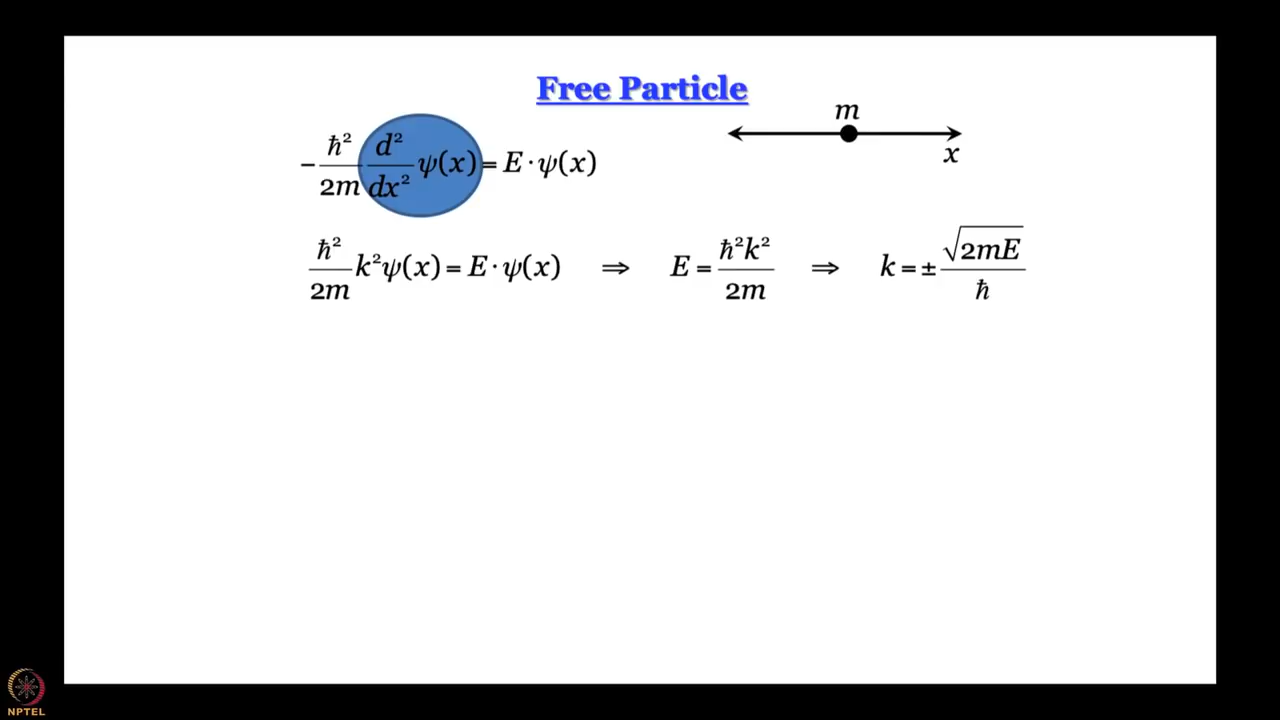 Free Particle
m
x
−ħ²/2m d²/dx² ψ(x) = E · ψ(x)
ħ²/2m k²ψ(x) = E · ψ(x) ⇒ E = ħ²k²/2m ⇒ k = ± √2mE/ħ
NPTEL